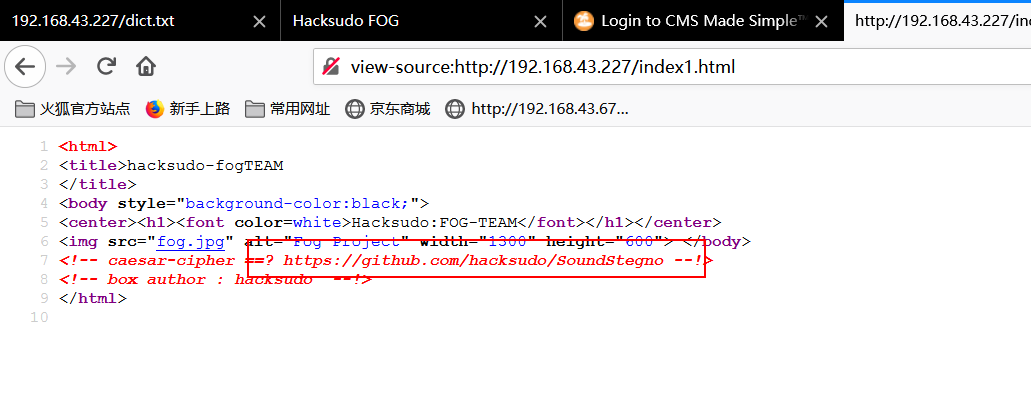 192.168.43.227/dict.txt
Hacksudo FOG
Login to CMS Made Simple™
http://192.168.43.227/ind
view-source:http://192.168.43.227/index1.html
火狐官方站点 新手上路 常用网址 京东商城 http://192.168.43.67...
1 <html>
2 <title>hacksudo-fogTEAM
3 </title>
4 <body style="background-color:black;">
5 <center><h1><font color=white>Hacksudo:FOG-TEAM</font></h1></center>
6 <img src="fog.jpg" alt="Fog Project" width="1300" height="600"> </body>
7 <!-- caesar-cipher ==? https://github.com/hacksudo/SoundStegno --!>
8 <!-- box author : hacksudo  --!>
9 </html>
10